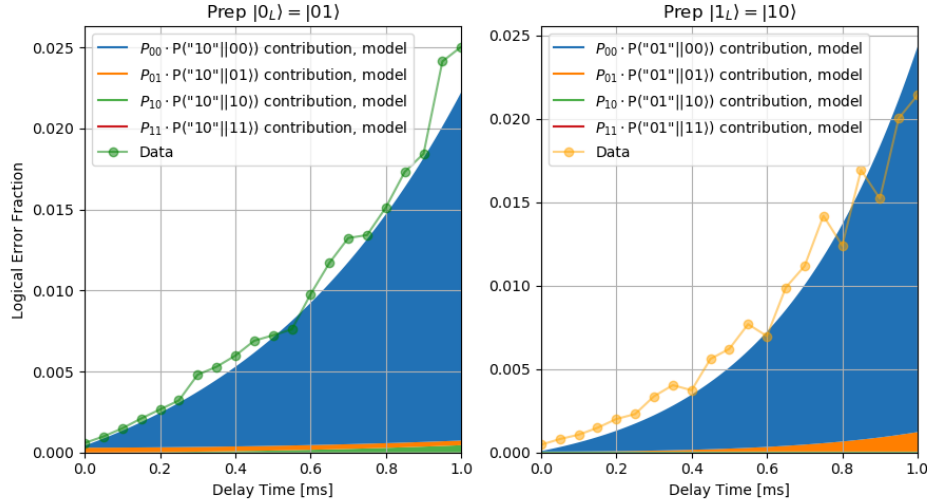 Prep |0_L⟩ = |01⟩
P_00 · P("10"||00⟩) contribution, model
P_01 · P("10"||01⟩) contribution, model
P_10 · P("10"||10⟩) contribution, model
P_11 · P("10"||11⟩) contribution, model
Data
Logical Error Fraction
0.025
0.020
0.015
0.010
0.005
0.000
0.0 0.2 0.4 0.6 0.8 1.0
Delay Time [ms]
Prep |1_L⟩ = |10⟩
P_00 · P("01"||00⟩) contribution, model
P_01 · P("01"||01⟩) contribution, model
P_10 · P("01"||10⟩) contribution, model
P_11 · P("01"||11⟩) contribution, model
Data
0.025
0.020
0.015
0.010
0.005
0.000
0.0 0.2 0.4 0.6 0.8 1.0
Delay Time [ms]